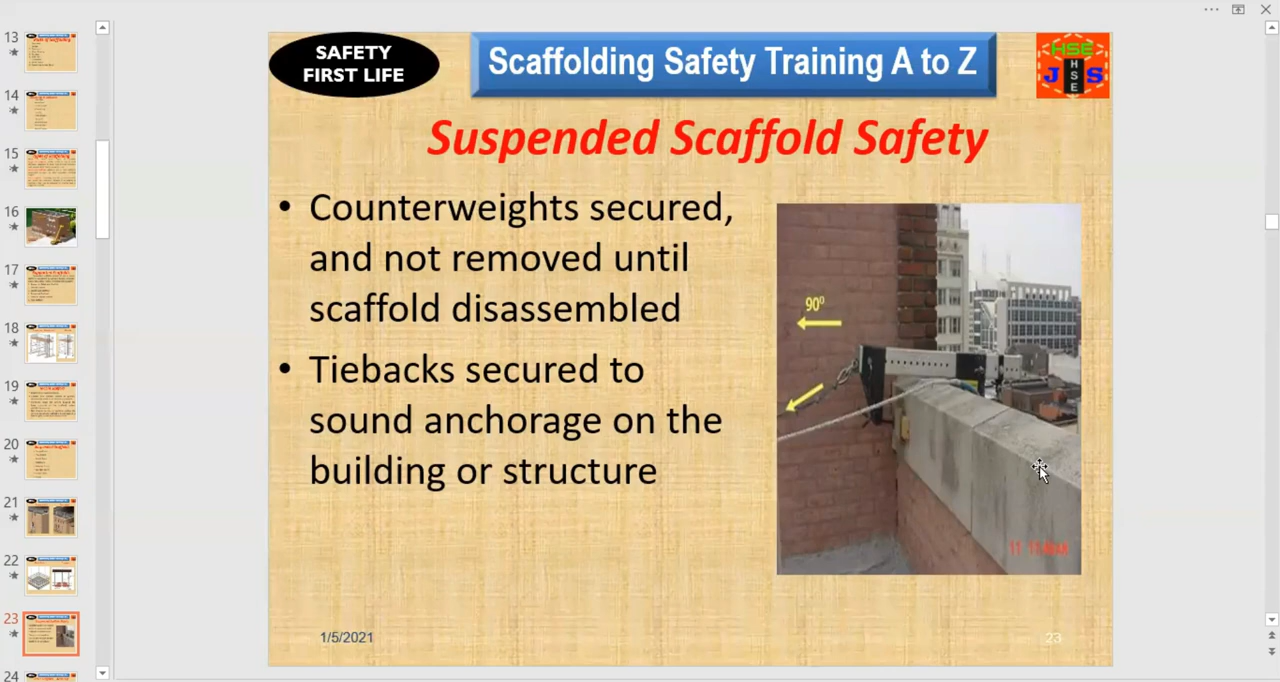 13
14
15
16
17
18
19
20
21
22
23
24
SAFETY
FIRST LIFE
Scaffolding Safety Training A to Z
HSE
J S
H
S
E
Suspended Scaffold Safety
• Counterweights secured,
and not removed until
scaffold disassembled
• Tiebacks secured to
sound anchorage on the
building or structure
90⁰
1/5/2021
23